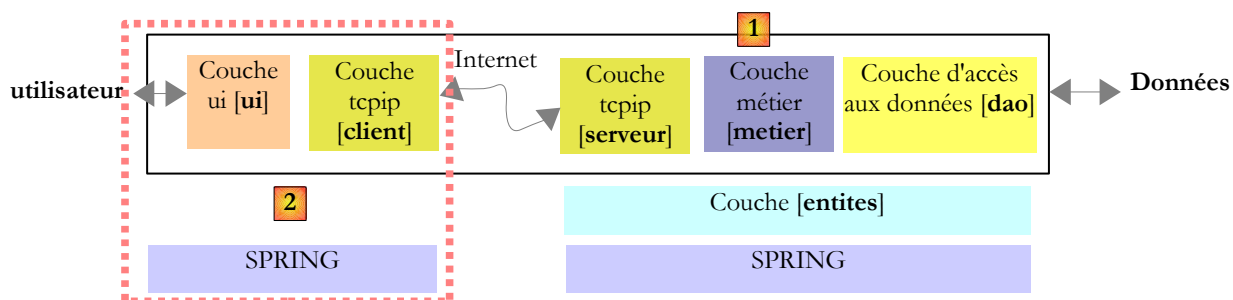 1
utilisateur
Couche
ui [ui]
Couche
tcpip
[client]
Internet
Couche
tcpip
[serveur]
Couche
métier
[metier]
Couche d'accès
aux données [dao]
Données
2
Couche [entites]
SPRING
SPRING